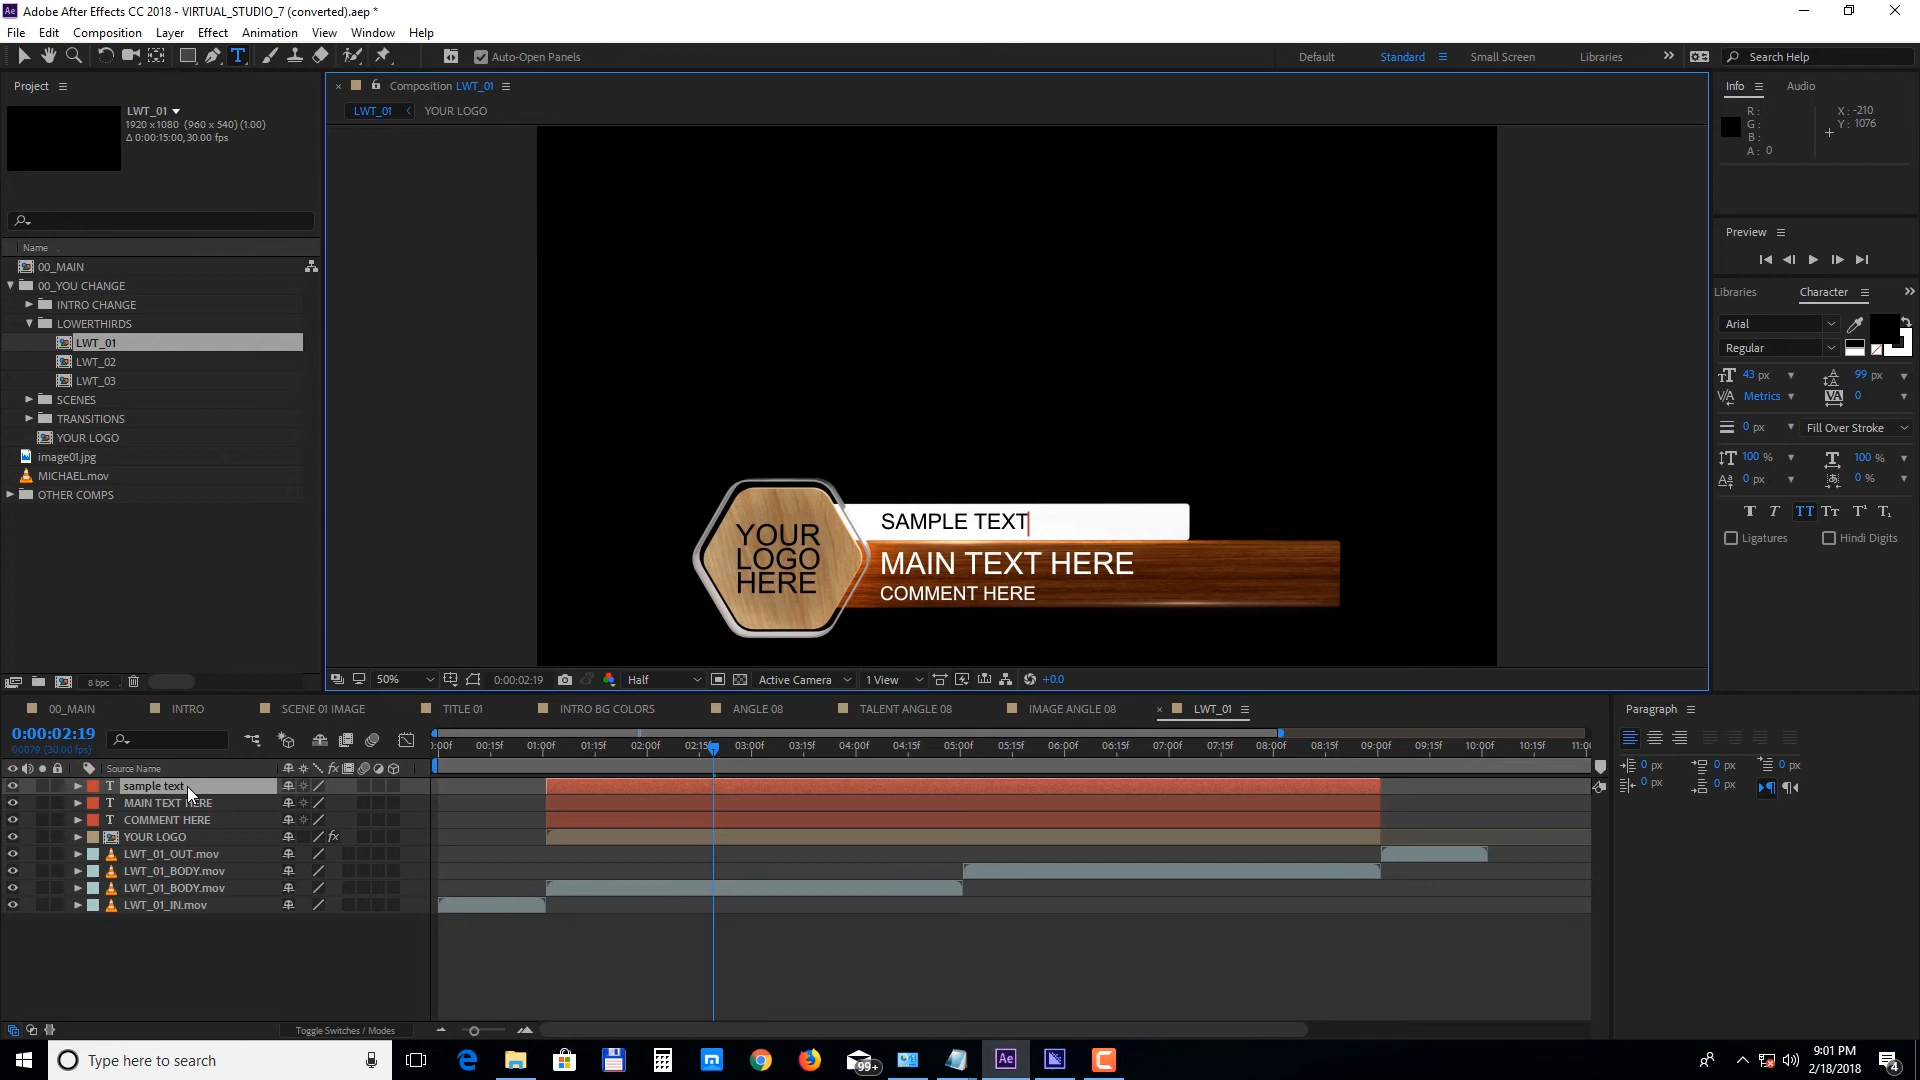 Adobe After Effects CC 2018 - VIRTUAL_STUDIO_7 (converted).aep *
File Edit Composition Layer Effect Animation View Window Help
Auto-Open Panels Default Standard Small Screen Libraries Search Help
Project
LWT_01
1920 x1080 (960 x 540) (1.00)
Δ 0:00:15:00, 30.00 fps
Name
00_MAIN
00_YOU CHANGE
INTRO CHANGE
LOWERTHIRDS
LWT_01
LWT_02
LWT_03
SCENES
TRANSITIONS
YOUR LOGO
image01.jpg
MICHAEL.mov
OTHER COMPS
8 bpc
Composition LWT_01
LWT_01 YOUR LOGO
YOUR
LOGO
HERE
SAMPLE TEXT
MAIN TEXT HERE
COMMENT HERE
50% 0:00:02:19 Half Active Camera 1 View +0.0
Info Audio
R: X: -210
G: Y: 1076
B:
A: 0
Preview
Libraries Character
Arial
Regular
43 px 99 px
Metrics 0
0 px Fill Over Stroke
100 % 100 %
0 px 0 %
Ligatures Hindi Digits
00_MAIN INTRO SCENE 01 IMAGE TITLE 01 INTRO BG COLORS ANGLE 08 TALENT ANGLE 08 IMAGE ANGLE 08 LWT_01
Paragraph
0 px 0 px 0 px
0 px 0 px
0:00:02:19
00079 (30.00 fps)
:00f 00:15f 01:00f 01:15f 02:00f 02:15f 03:00f 03:15f 04:00f 04:15f 05:00f 05:15f 06:00f 06:15f 07:00f 07:15f 08:00f 08:15f 09:00f 09:15f 10:00f 10:15f 11:0
Source Name
sample text
MAIN TEXT HERE
COMMENT HERE
YOUR LOGO
LWT_01_OUT.mov
LWT_01_BODY.mov
LWT_01_BODY.mov
LWT_01_IN.mov
Toggle Switches / Modes
Type here to search
99+
Ae
9:01 PM
2/18/2018
4